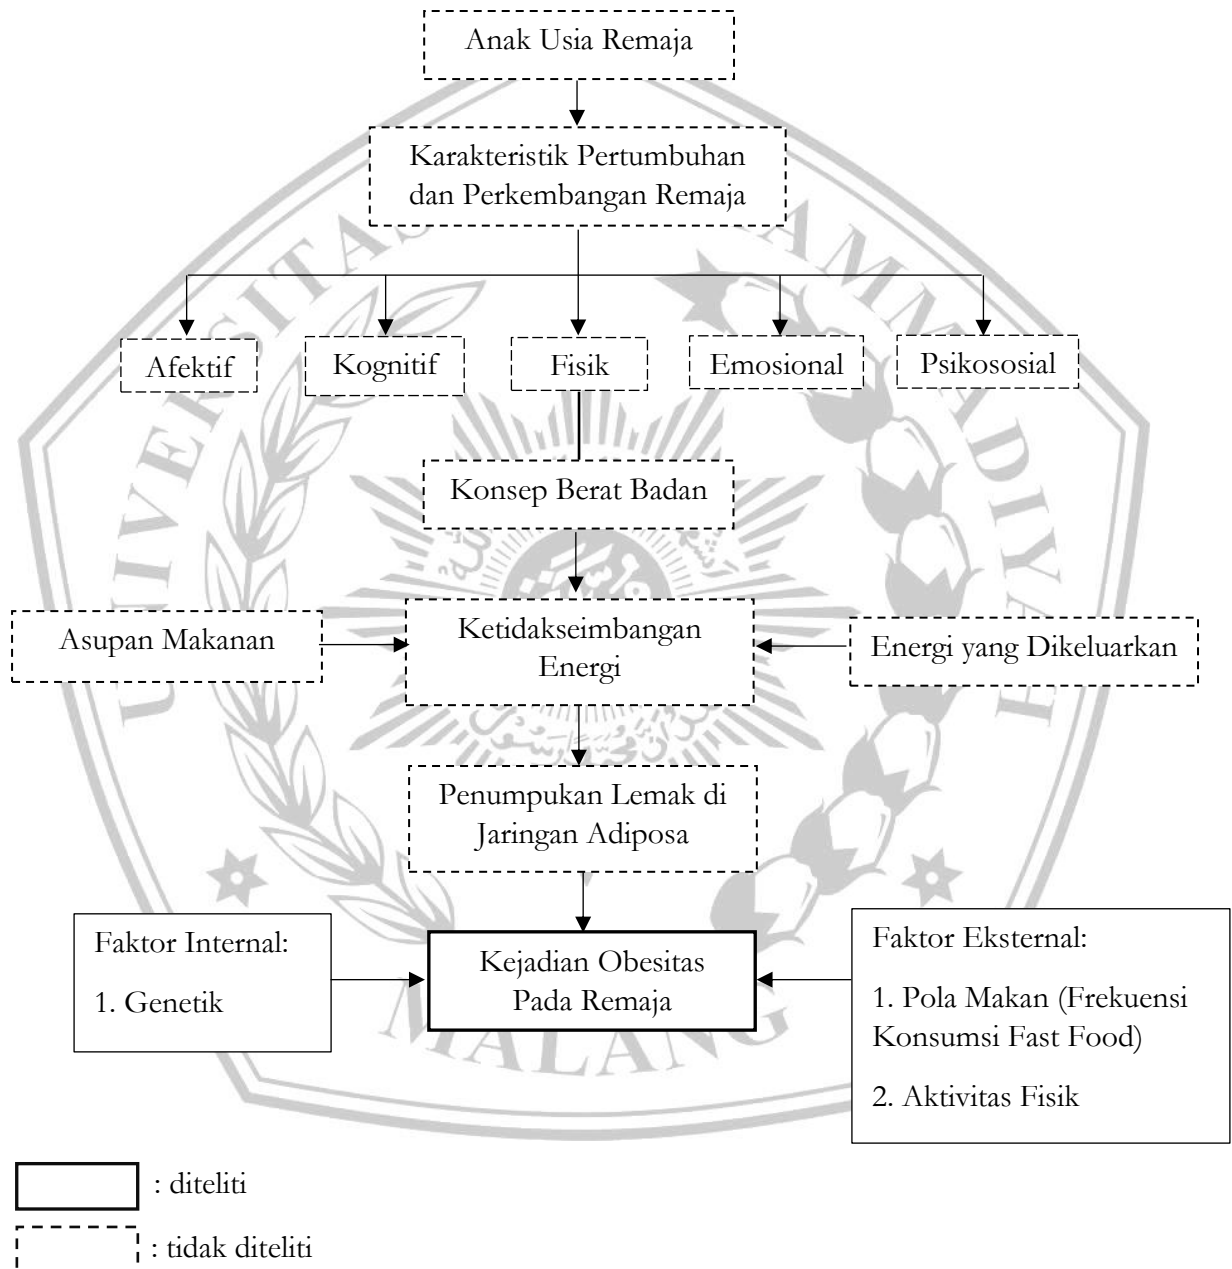 Anak Usia Remaja
Karakteristik Pertumbuhan
dan Perkembangan Remaja
Afektif
Kognitif
Fisik
Emosional
Psikososial
Konsep Berat Badan
Asupan Makanan
Ketidakseimbangan
Energi
Energi yang Dikeluarkan
Penumpukan Lemak di
Jaringan Adiposa
Faktor Internal:
1. Genetik
Kejadian Obesitas
Pada Remaja
Faktor Eksternal:
1. Pola Makan (Frekuensi
Konsumsi Fast Food)
2. Aktivitas Fisik
: diteliti
: tidak diteliti
MALANG